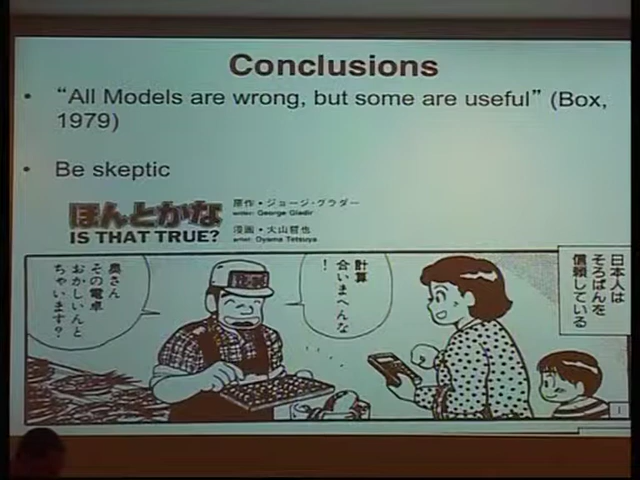 Conclusions
• “All Models are wrong, but some are useful” (Box,
1979)
• Be skeptic
ほんとかな
IS THAT TRUE?
原作・ジョージ・グラダー
writer: George Gladir
漫画・大山哲也
artist: Oyama Tetsuya
日本人は
そろばんを
信頼している
計算
合いまへんな
!
奥さん
その電卓
おかしいんと
ちゃいます?
1